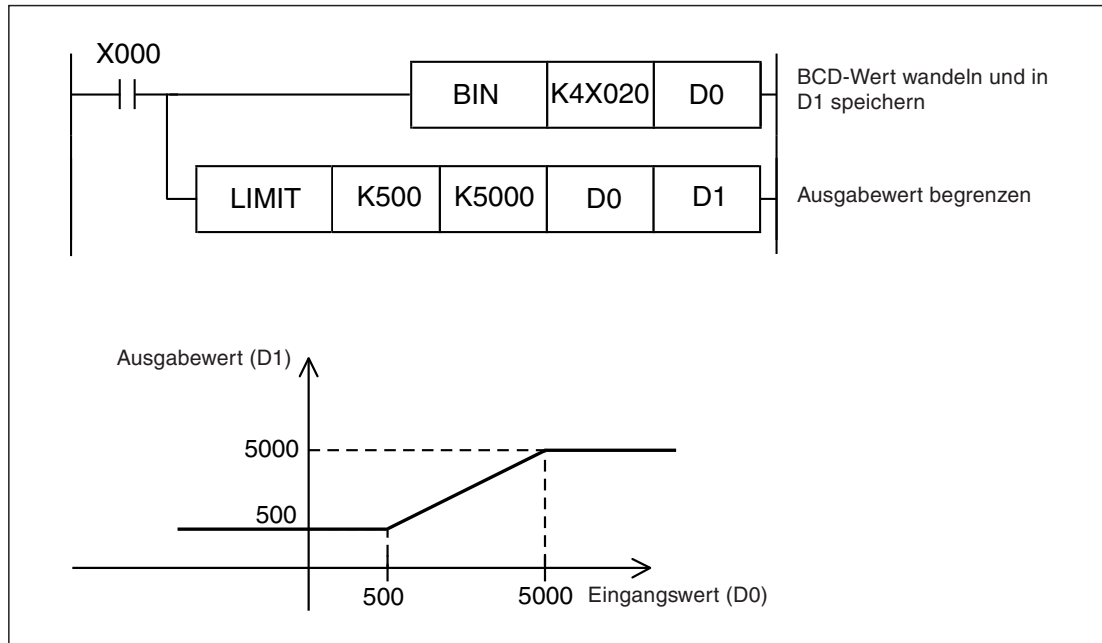 X000
BIN K4X020 D0
BCD-Wert wandeln und in
D1 speichern
LIMIT K500 K5000 D0 D1
Ausgabewert begrenzen
Ausgabewert (D1)
5000
500
500 5000 Eingangswert (D0)